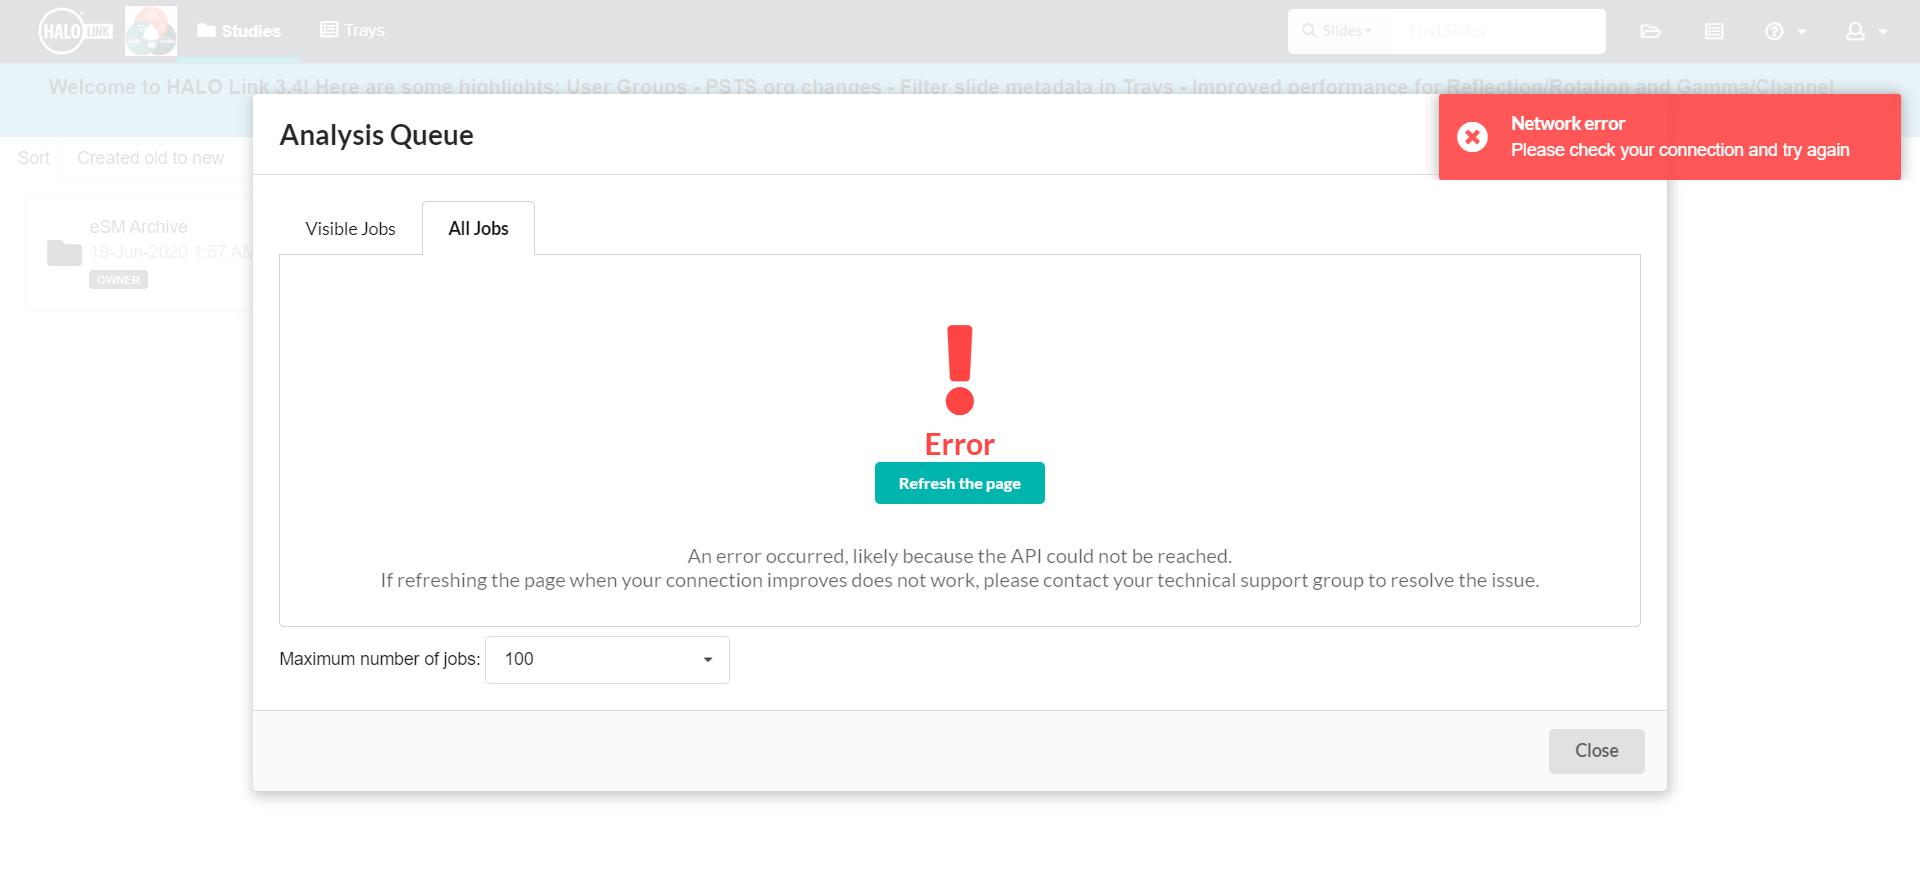 HALO LINK
Studies
Trays
Slides
Find Slides
Welcome to HALO Link 3.4! Here are some highlights: User Groups - PSTS org changes - Filter slide metadata in Trays - Improved performance for Reflection/Rotation and Gamma/Channel
Analysis Queue
Network error
Please check your connection and try again
Sort
Created old to new
eSM Archive
19-Jun-2020 1:57 AM
OWNER
Visible Jobs
All Jobs
Error
Refresh the page
An error occurred, likely because the API could not be reached.
If refreshing the page when your connection improves does not work, please contact your technical support group to resolve the issue.
Maximum number of jobs:
100
Close